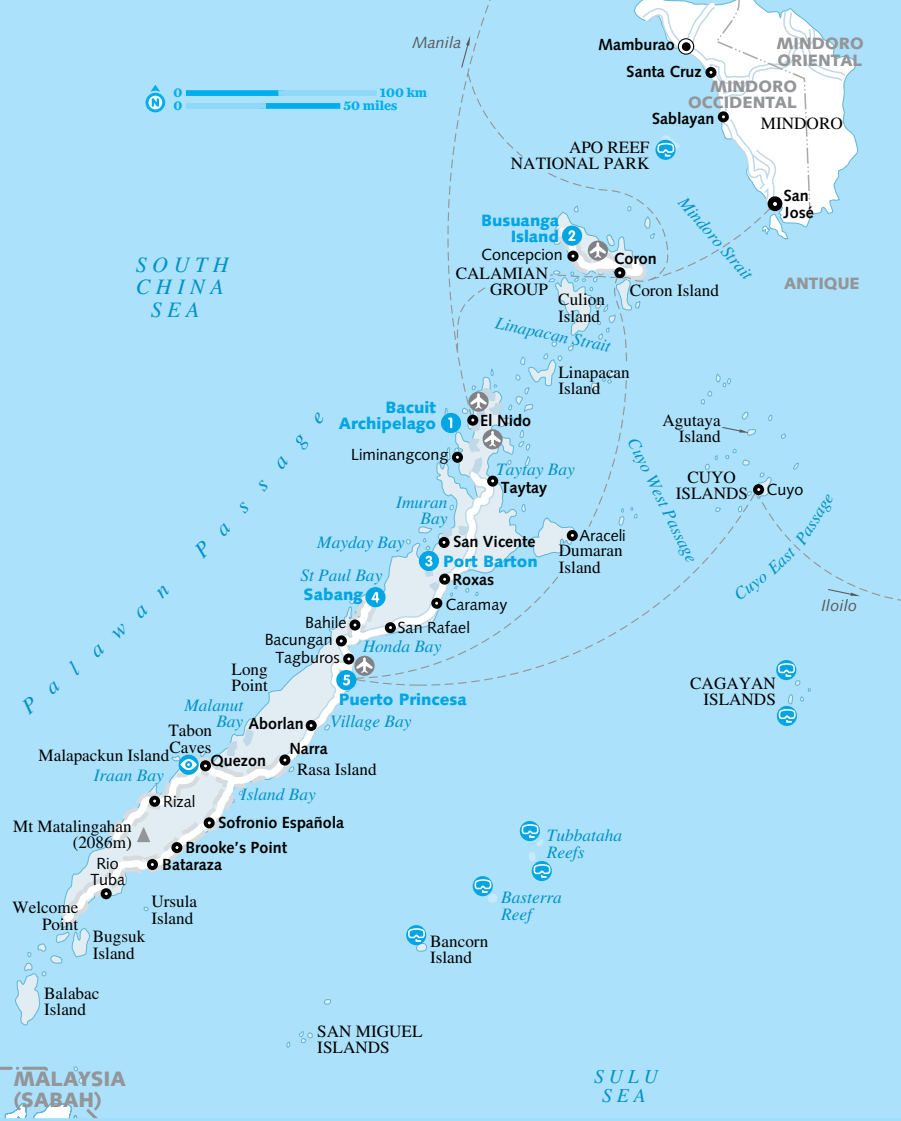 Manila
Mamburao
MINDORO
ORIENTAL
Santa Cruz
MINDORO
OCCIDENTAL
0 100 km
N
0 50 miles
Sablayan
MINDORO
APO REEF
NATIONAL PARK
San
José
Mindoro Strait
Busuanga
Island 2
Concepcion
Coron
CALAMIAN
GROUP
Coron Island
Culion
Island
ANTIQUE
SOUTH
CHINA
SEA
Linapacan Strait
Linapacan
Island
Bacuit
Archipelago 1
El Nido
Agutaya
Island
Liminangcong
Taytay Bay
Taytay
CUYO
ISLANDS
Cuyo
Cuyo West Passage
Cuyo East Passage
Iloilo
Palawan Passage
Imuran
Bay
Mayday Bay
San Vicente
Araceli
Dumaran
Island
3 Port Barton
St Paul Bay
Roxas
Sabang 4
Caramay
Bahile
San Rafael
Bacungan
Honda Bay
Tagburos
Long
Point
5
Puerto Princesa
CAGAYAN
ISLANDS
Malanut
Bay
Aborlan
Village Bay
Tabon
Caves
Narra
Malapackun Island
Quezon
Rasa Island
Iraan Bay
Island Bay
Rizal
Sofronio Española
Mt Matalingahan
(2086m)
Brooke's Point
Tubbataha
Reefs
Rio
Tuba
Bataraza
Basterra
Reef
Welcome
Point
Ursula
Island
Bugsuk
Island
Bancorn
Island
Balabac
Island
SAN MIGUEL
ISLANDS
MALAYSIA
(SABAH)
SULU
SEA